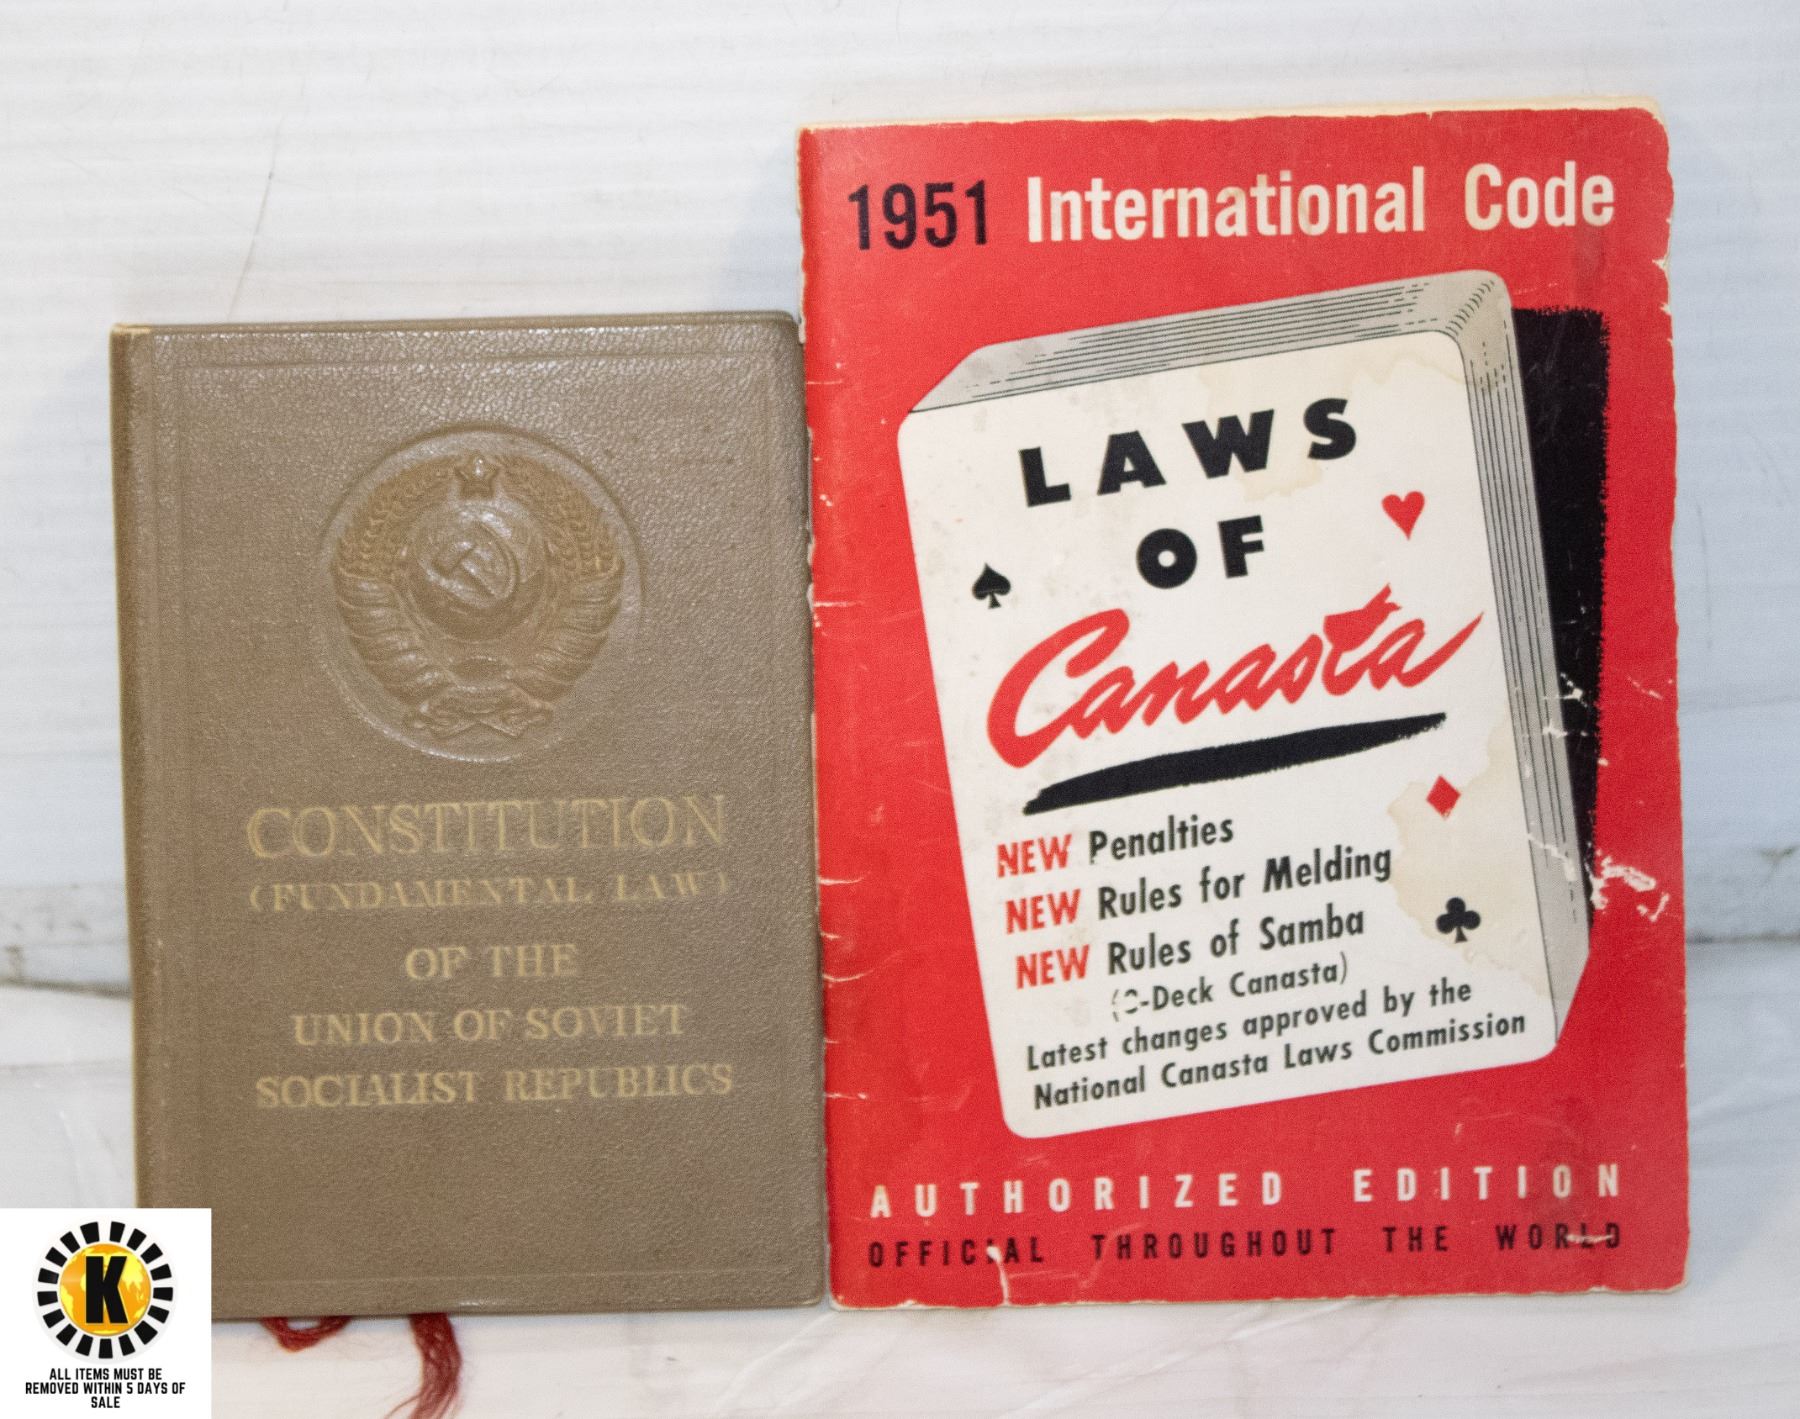 CONSTITUTION
(FUNDAMENTAL LAW)
OF THE
UNION OF SOVIET
SOCIALIST REPUBLICS
1951 International Code
LAWS
OF
Canasta
NEW Penalties
NEW Rules for Melding
NEW Rules of Samba
-Deck Canasta)
Latest changes approved by the
National Canasta Laws Commission
AUTHORIZED EDITION
OFFICIAL THROUGHOUT THE WORLD
K
ALL ITEMS MUST BE
REMOVED WITHIN 5 DAYS OF
SALE